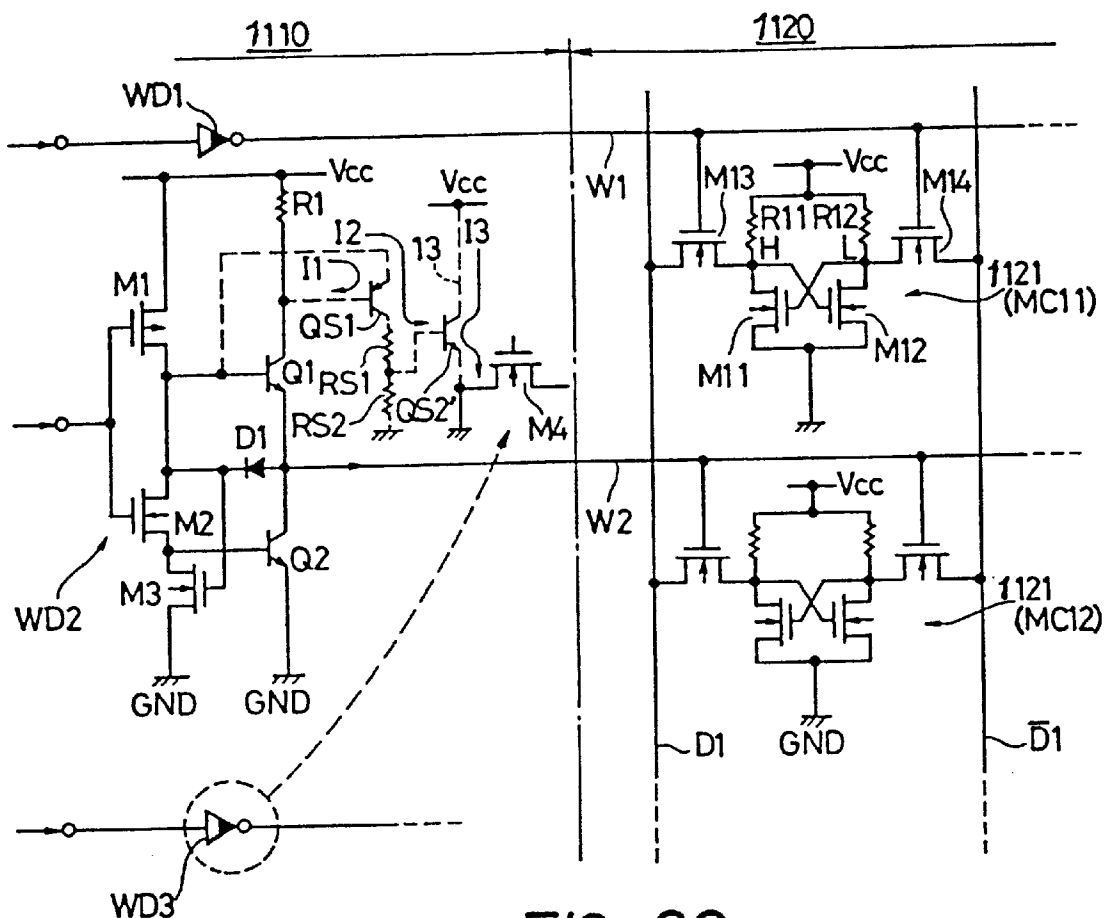 1110
1120
WD1
W1
Vcc
R1
Vcc
I2
I3
13
I1
M1
QS1
Q1
RS1
RS2
QS2'
M4
D1
M2
Q2
M3
WD2
GND
GND
WD3
M13
Vcc
M14
R11
R12
H
L
1121
(MC11)
M11
M12
W2
Vcc
1121
(MC12)
GND
D1
D̅1